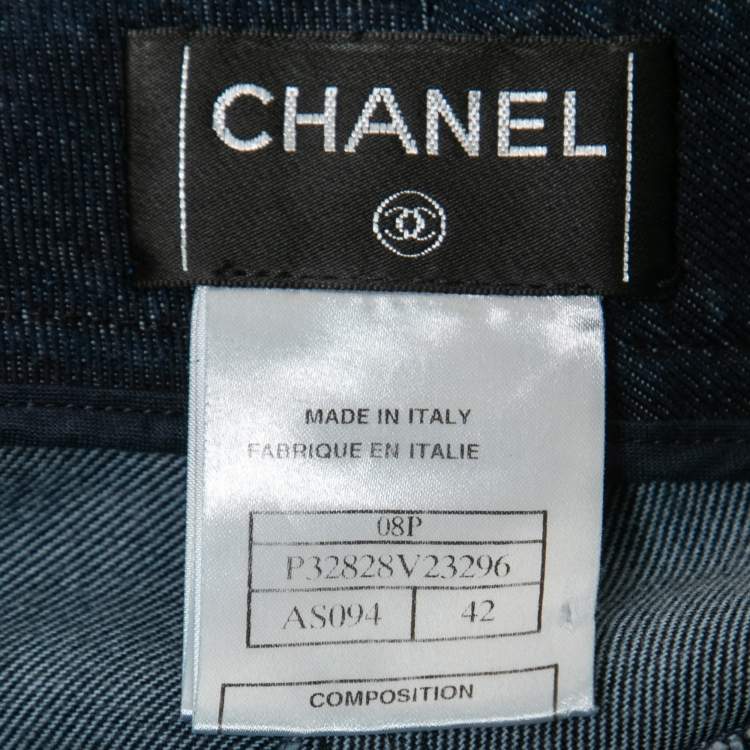 CHANEL
MADE IN ITALY
FABRIQUE EN ITALIE
08P
P32828V23296
AS094 42
COMPOSITION